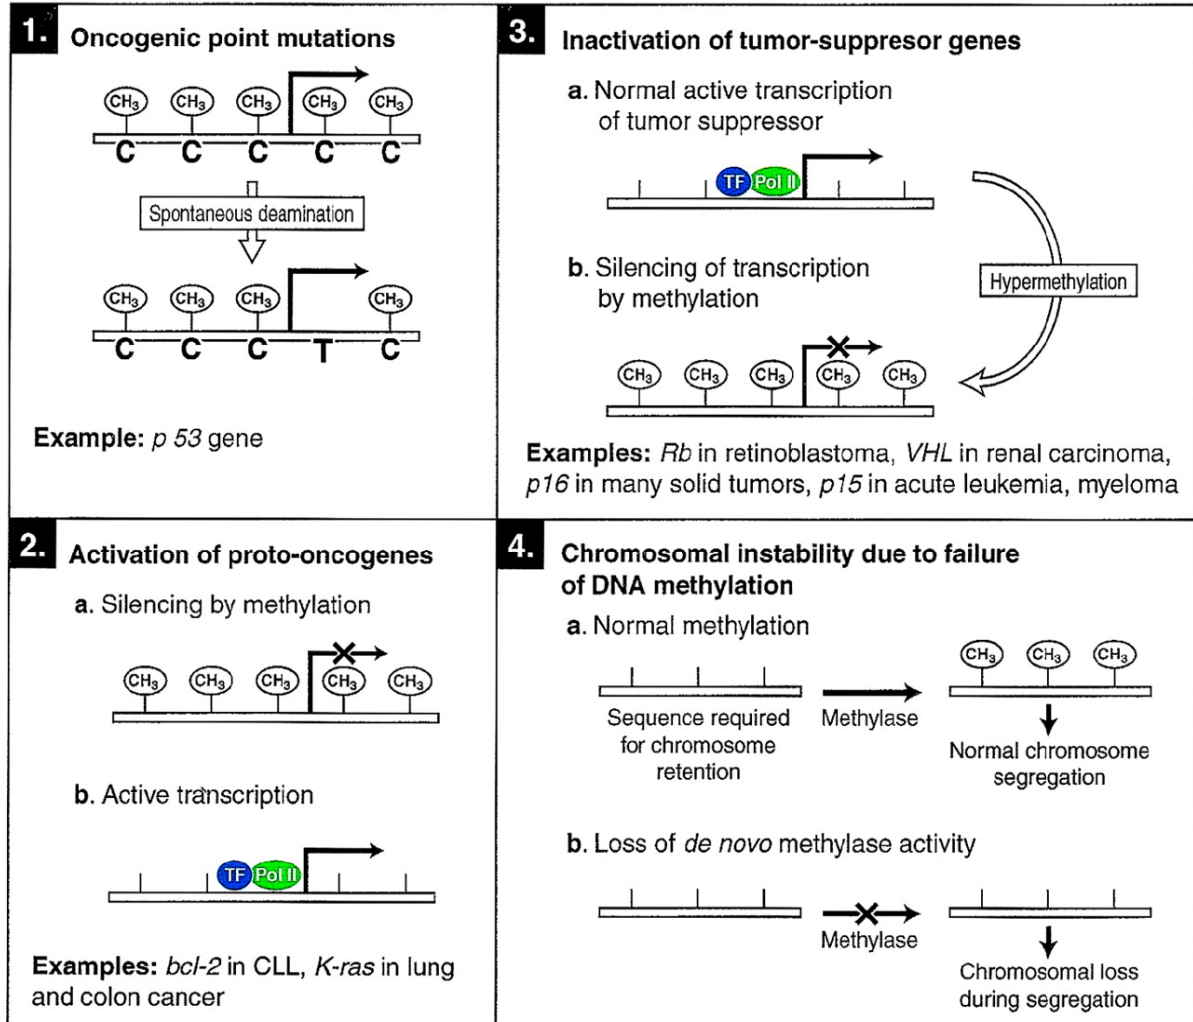 1. Oncogenic point mutations
CH3 CH3 CH3 CH3 CH3
C C C C C
Spontaneous deamination
CH3 CH3 CH3 CH3
C C C T C
Example: p 53 gene
2. Activation of proto-oncogenes
a. Silencing by methylation
CH3 CH3 CH3 CH3 CH3
b. Active transcription
TF Pol II
Examples: bcl-2 in CLL, K-ras in lung
and colon cancer
3. Inactivation of tumor-suppresor genes
a. Normal active transcription
of tumor suppressor
TF Pol II
Hypermethylation
b. Silencing of transcription
by methylation
CH3 CH3 CH3 CH3 CH3
Examples: Rb in retinoblastoma, VHL in renal carcinoma,
p16 in many solid tumors, p15 in acute leukemia, myeloma
4. Chromosomal instability due to failure
of DNA methylation
a. Normal methylation
CH3 CH3 CH3
Sequence required
for chromosome
retention
Methylase
Normal chromosome
segregation
b. Loss of de novo methylase activity
Methylase
Chromosomal loss
during segregation